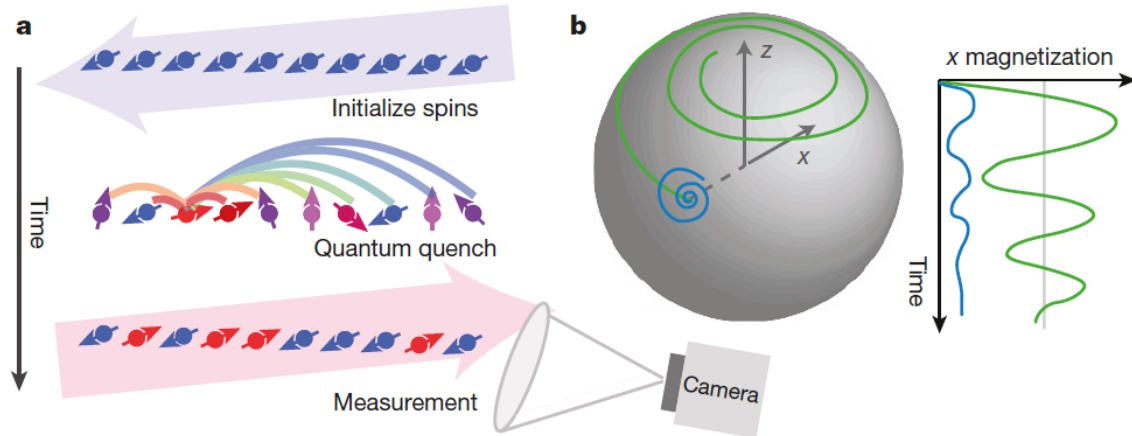 a
Initialize spins
Time
Quantum quench
Measurement
Camera
b
z
x
x magnetization
Time